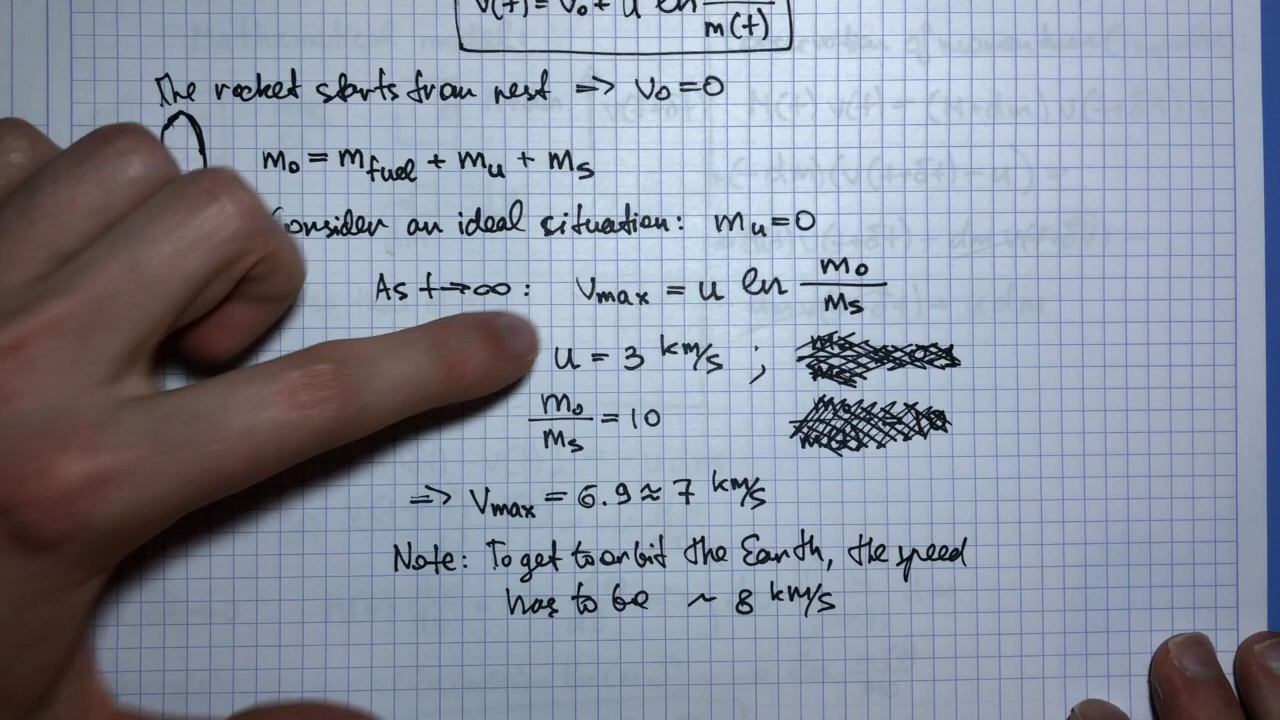 v(t) = v₀ + u ln m(t)
The rocket starts from rest => v₀ = 0
m₀ = m_fuel + m_u + m_s
Consider an ideal situation: m_u = 0
As t→∞: v_max = u ln m₀/m_s
u = 3 km/s ;
m₀/m_s = 10
=> v_max = 6.9 ≈ 7 km/s
Note: To get to orbit the Earth, the speed
has to be ~ 8 km/s